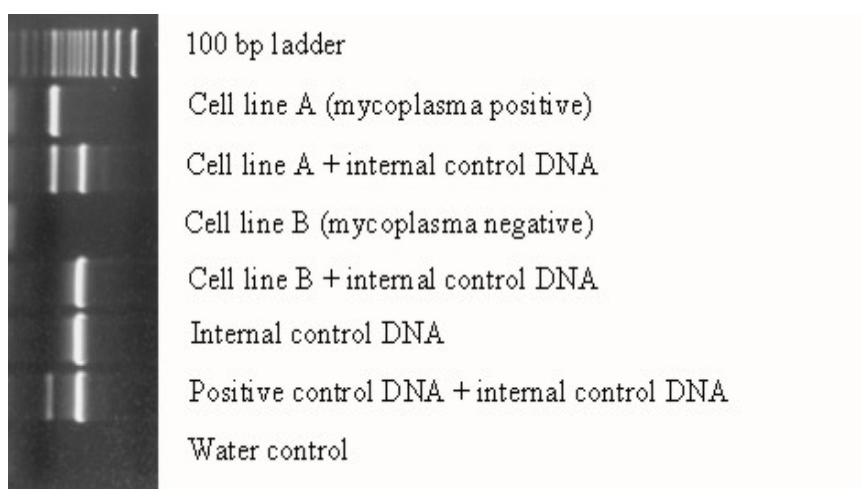 100 bp ladder
Cell line A (mycoplasma positive)
Cell line A + internal control DNA
Cell line B (mycoplasma negative)
Cell line B + internal control DNA
Internal control DNA
Positive control DNA + internal control DNA
Water control